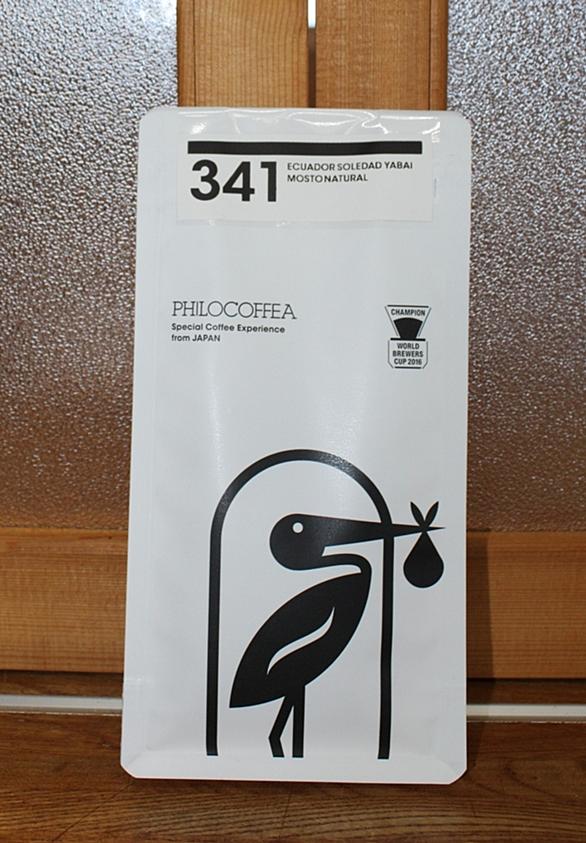 341
ECUADOR SOLEDAD YABAI
MOSTO NATURAL
PHILOCOFFEA
Special Coffee Experience
from JAPAN
CHAMPION
WORLD
BREWERS
CUP 2016